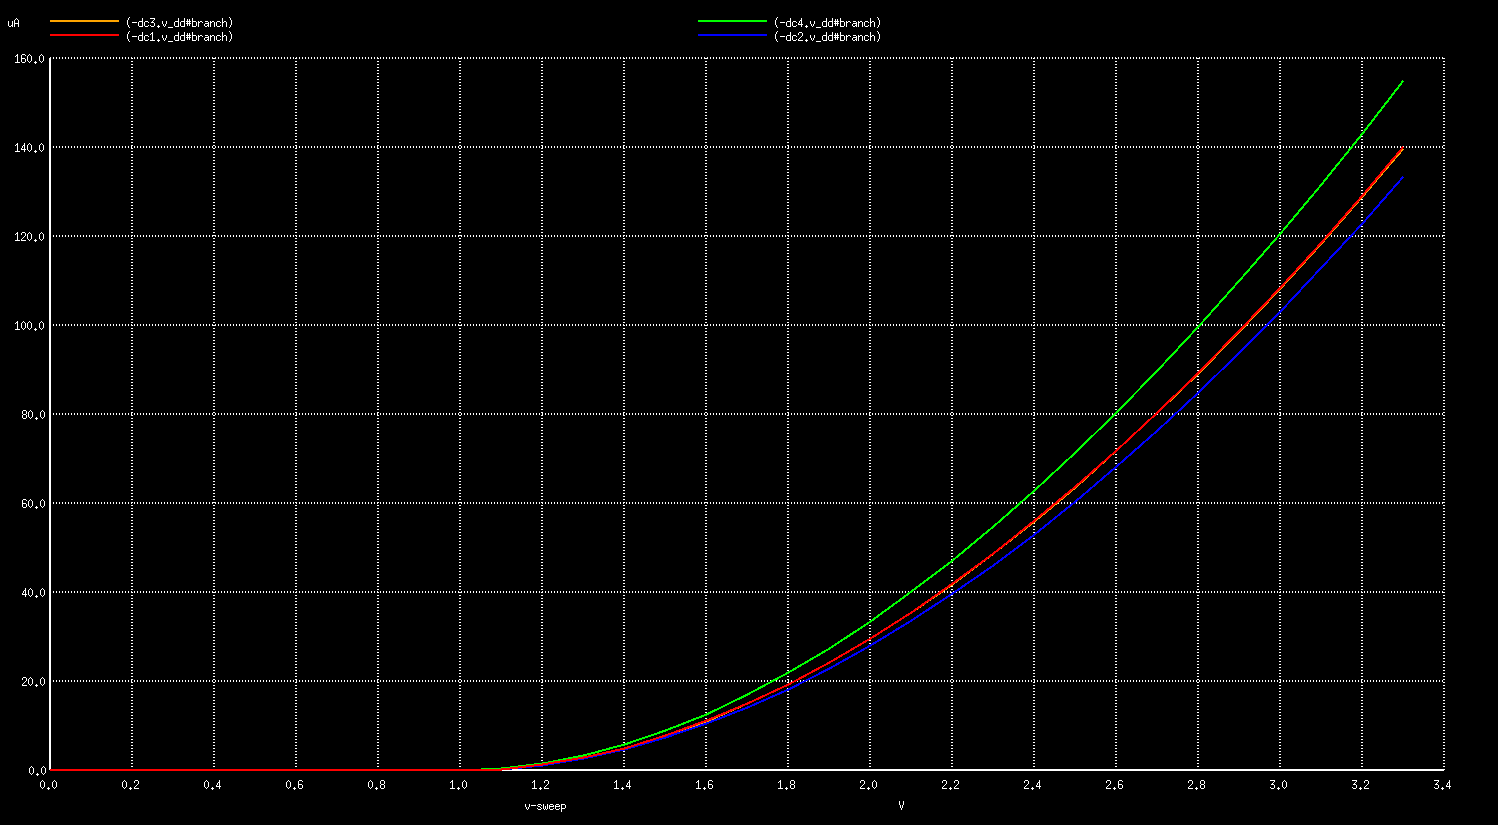 uA
(-dc3.v_dd#branch) (-dc4.v_dd#branch)
(-dc1.v_dd#branch) (-dc2.v_dd#branch)
160.0
140.0
120.0
100.0
80.0
60.0
40.0
20.0
0.0
0.0 0.2 0.4 0.6 0.8 1.0 1.2 1.4 1.6 1.8 2.0 2.2 2.4 2.6 2.8 3.0 3.2 3.4
v-sweep V